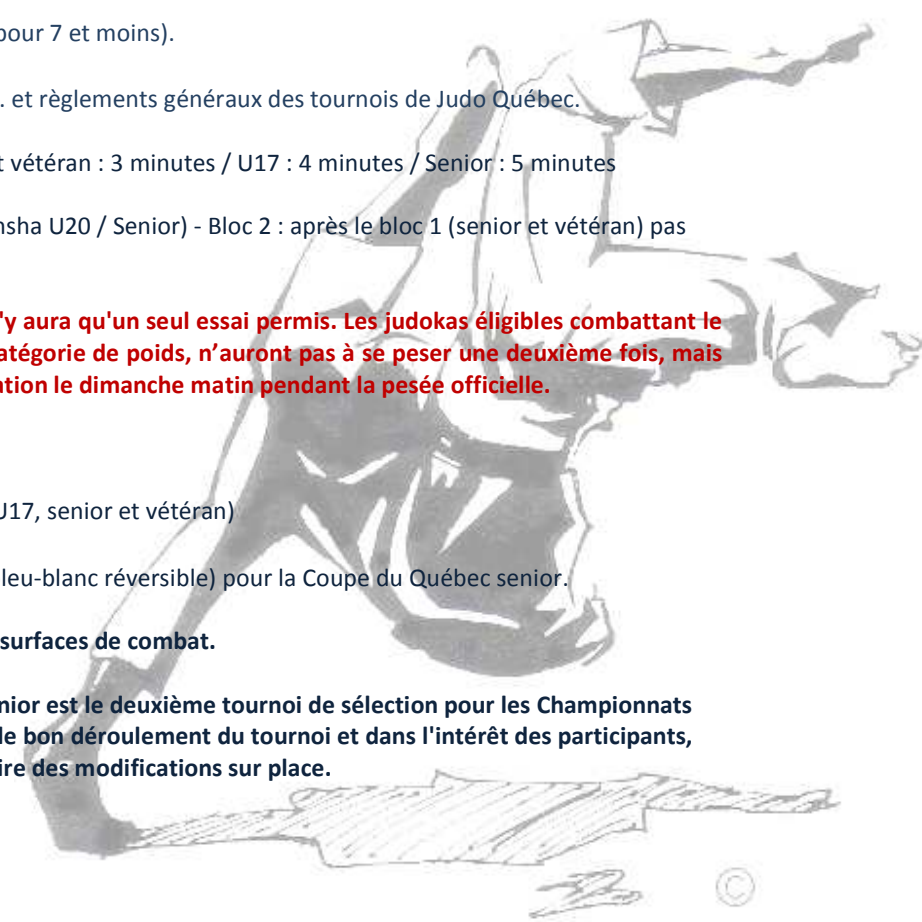 pour 7 et moins).
. et règlements généraux des tournois de Judo Québec.
t vétéran : 3 minutes / U17 : 4 minutes / Senior : 5 minutes
nsha U20 / Senior) - Bloc 2 : après le bloc 1 (senior et vétéran) pas
'y aura qu'un seul essai permis. Les judokas éligibles combattant le
atégorie de poids, n’auront pas à se peser une deuxième fois, mais
ation le dimanche matin pendant la pesée officielle.
U17, senior et vétéran)
leu-blanc réversible) pour la Coupe du Québec senior.
surfaces de combat.
nior est le deuxième tournoi de sélection pour les Championnats
le bon déroulement du tournoi et dans l'intérêt des participants,
ire des modifications sur place.
©